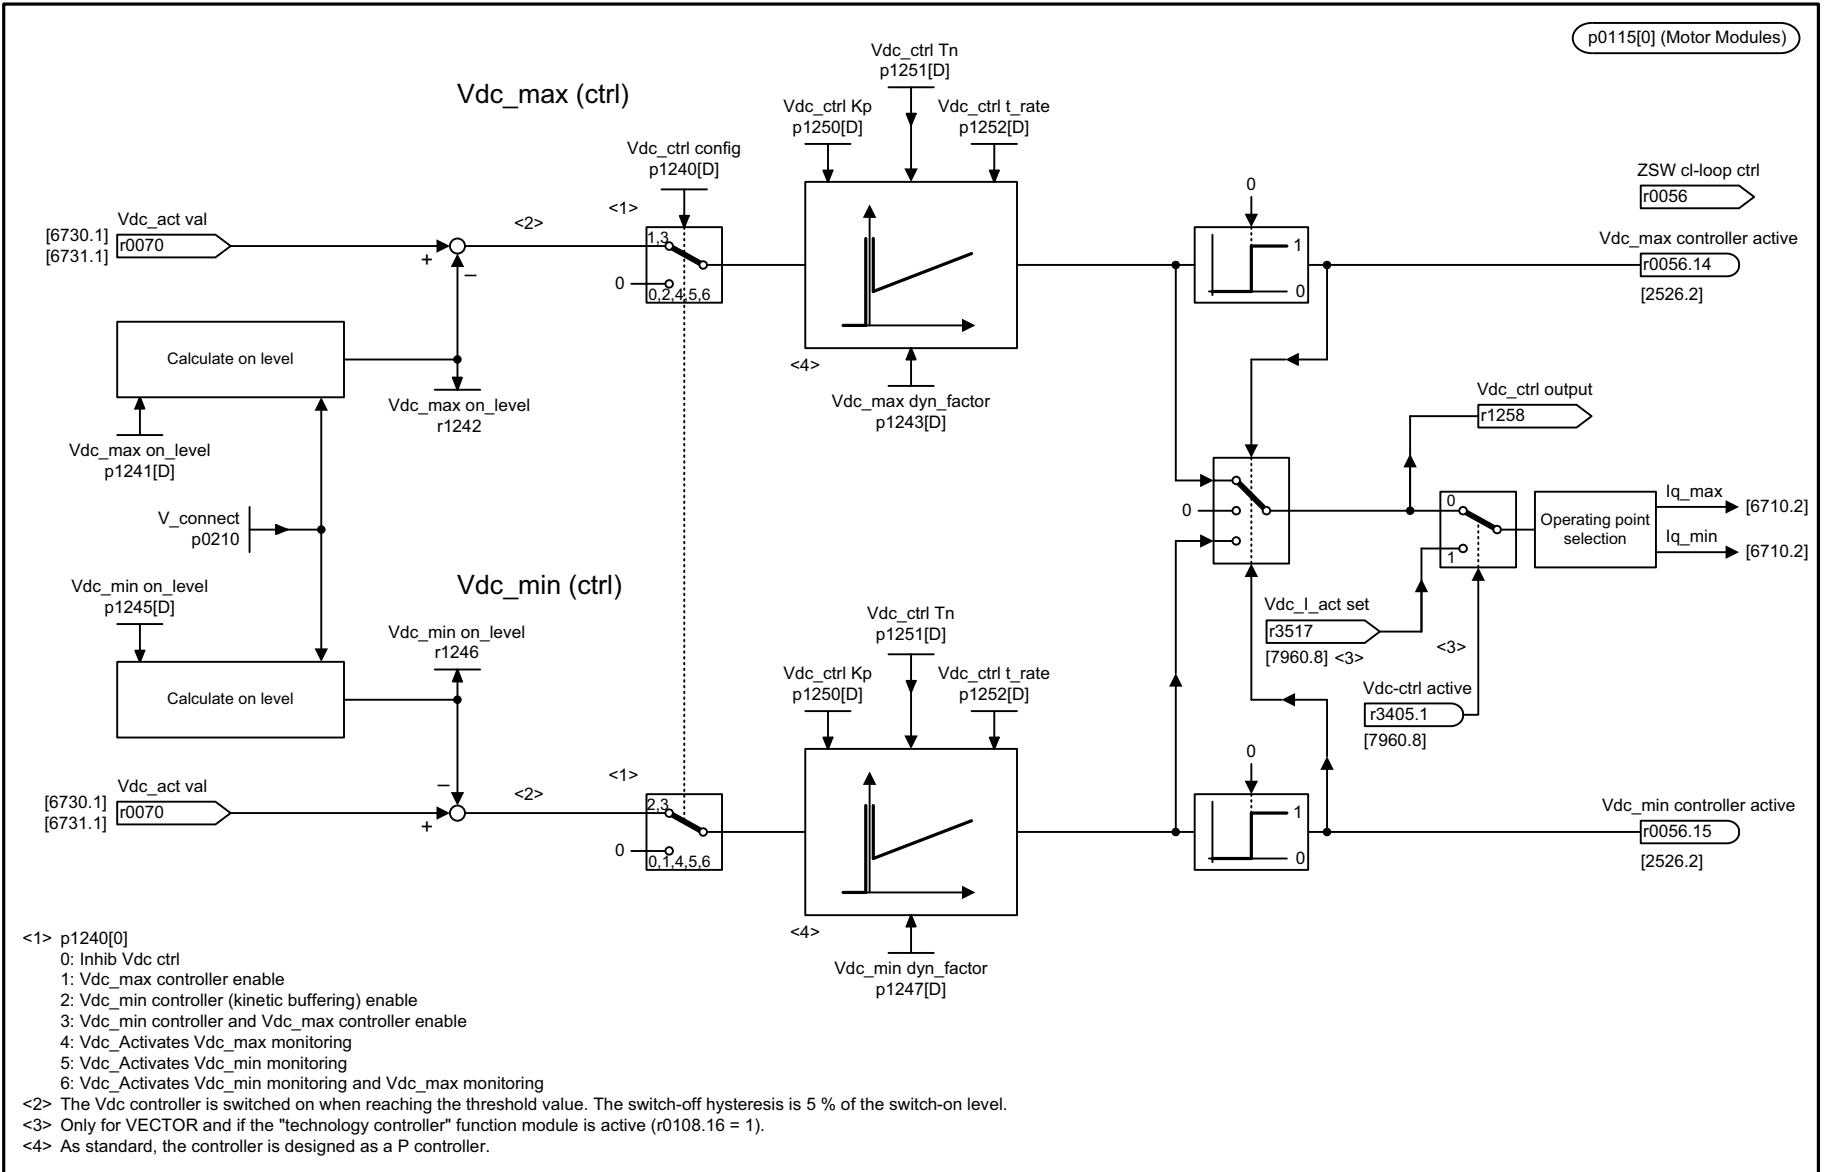 p0115[0] (Motor Modules)
Vdc_max (ctrl)
Vdc_ctrl Tn
p1251[D]
Vdc_ctrl Kp
p1250[D]
Vdc_ctrl t_rate
p1252[D]
Vdc_ctrl config
p1240[D]
ZSW cl-loop ctrl
r0056
[6730.1]
[6731.1]
Vdc_act val
r0070
+
–
<2>
<1>
1,3
0
0,2,4,5,6
0
1
0
Vdc_max controller active
r0056.14
[2526.2]
Calculate on level
<4>
Vdc_max on_level
r1242
Vdc_max dyn_factor
p1243[D]
Vdc_max on_level
p1241[D]
Vdc_ctrl output
r1258
V_connect
p0210
0
0
1
Operating point
selection
Iq_max
[6710.2]
Iq_min
[6710.2]
Vdc_min (ctrl)
Vdc_min on_level
p1245[D]
Vdc_min on_level
r1246
Vdc_ctrl Tn
p1251[D]
Vdc_ctrl Kp
p1250[D]
Vdc_ctrl t_rate
p1252[D]
Vdc_I_act set
r3517
[7960.8] <3>
<3>
Vdc-ctrl active
r3405.1
[7960.8]
Calculate on level
[6730.1]
[6731.1]
Vdc_act val
r0070
+
–
<2>
<1>
2,3
0
0,1,4,5,6
0
1
0
Vdc_min controller active
r0056.15
[2526.2]
<4>
Vdc_min dyn_factor
p1247[D]
<1> p1240[0]
0: Inhib Vdc ctrl
1: Vdc_max controller enable
2: Vdc_min controller (kinetic buffering) enable
3: Vdc_min controller and Vdc_max controller enable
4: Vdc_Activates Vdc_max monitoring
5: Vdc_Activates Vdc_min monitoring
6: Vdc_Activates Vdc_min monitoring and Vdc_max monitoring
<2> The Vdc controller is switched on when reaching the threshold value. The switch-off hysteresis is 5 % of the switch-on level.
<3> Only for VECTOR and if the "technology controller" function module is active (r0108.16 = 1).
<4> As standard, the controller is designed as a P controller.